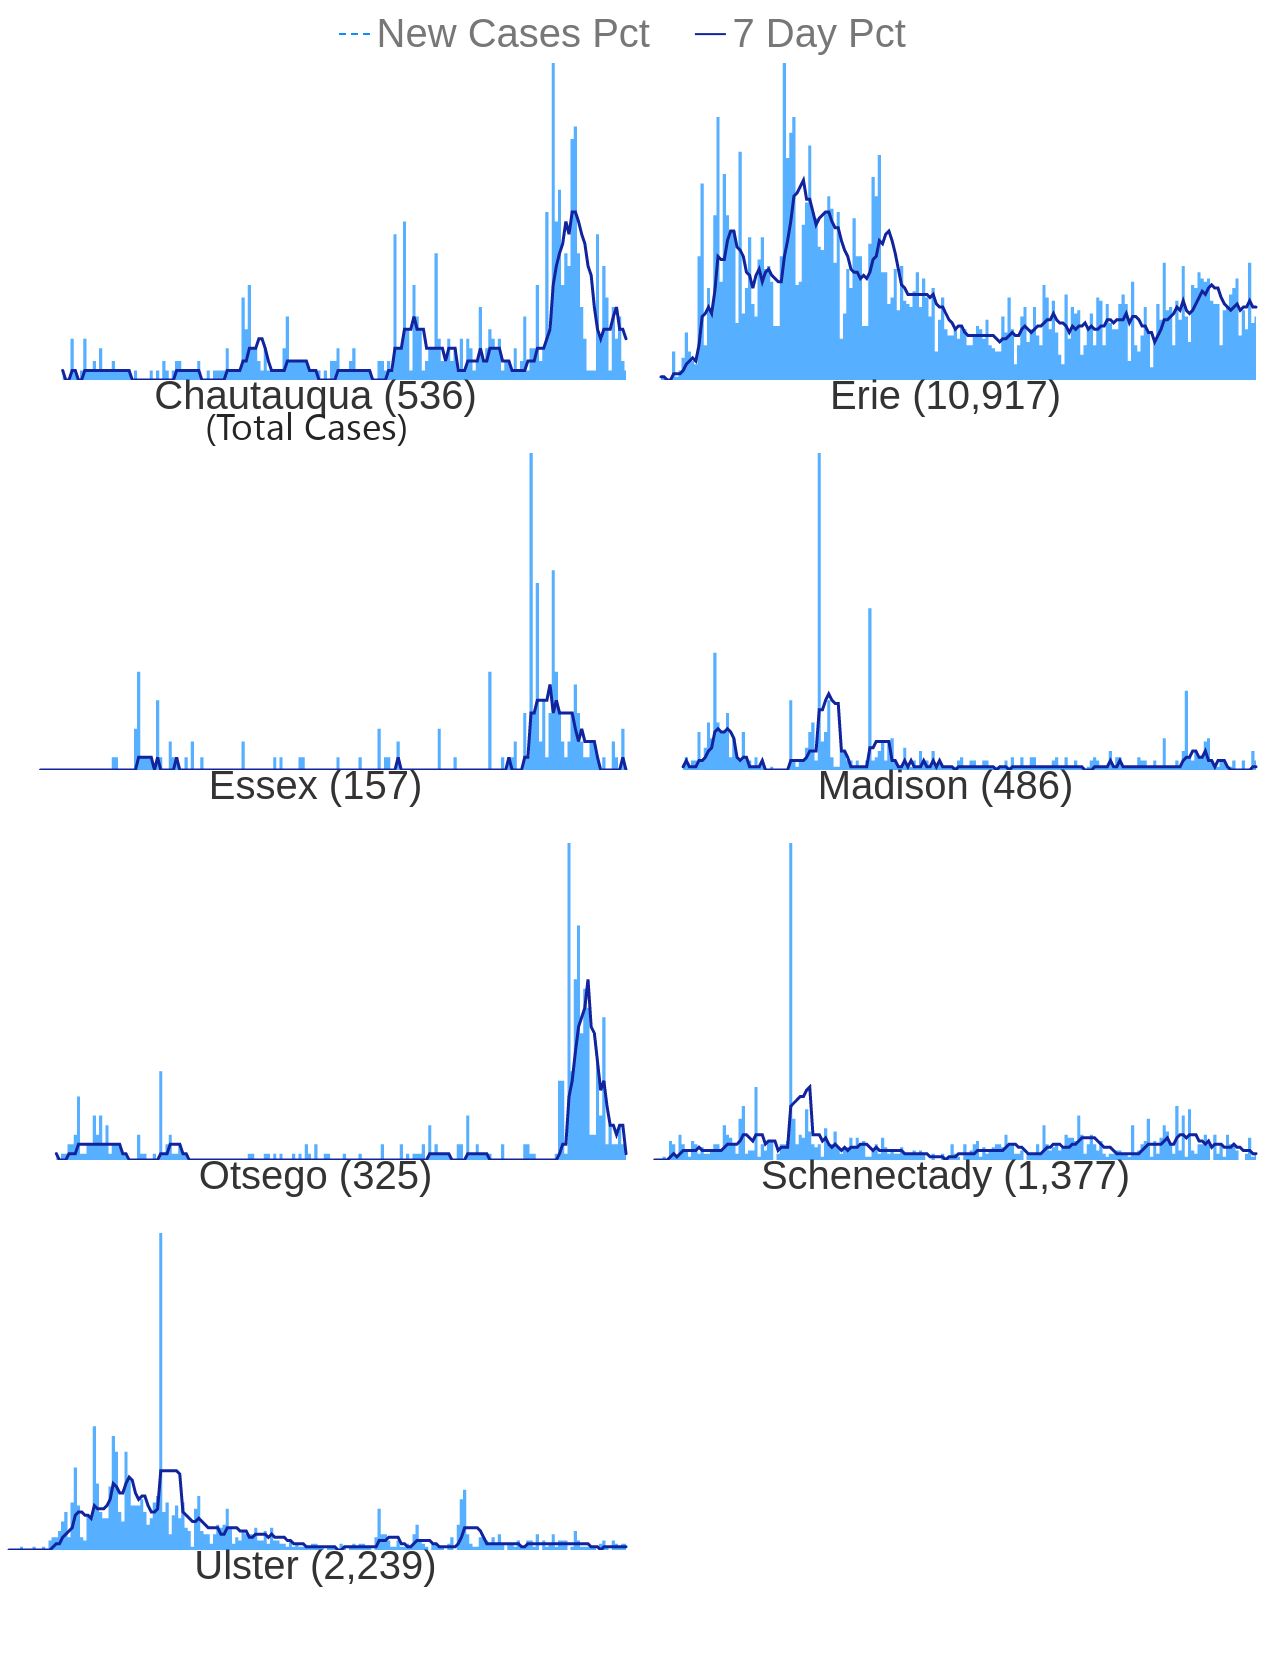 New Cases Pct 7 Day Pct
Chautauqua (536) Erie (10,917)
(Total Cases)
Essex (157) Madison (486)
Otsego (325) Schenectady (1,377)
Ulster (2,239)